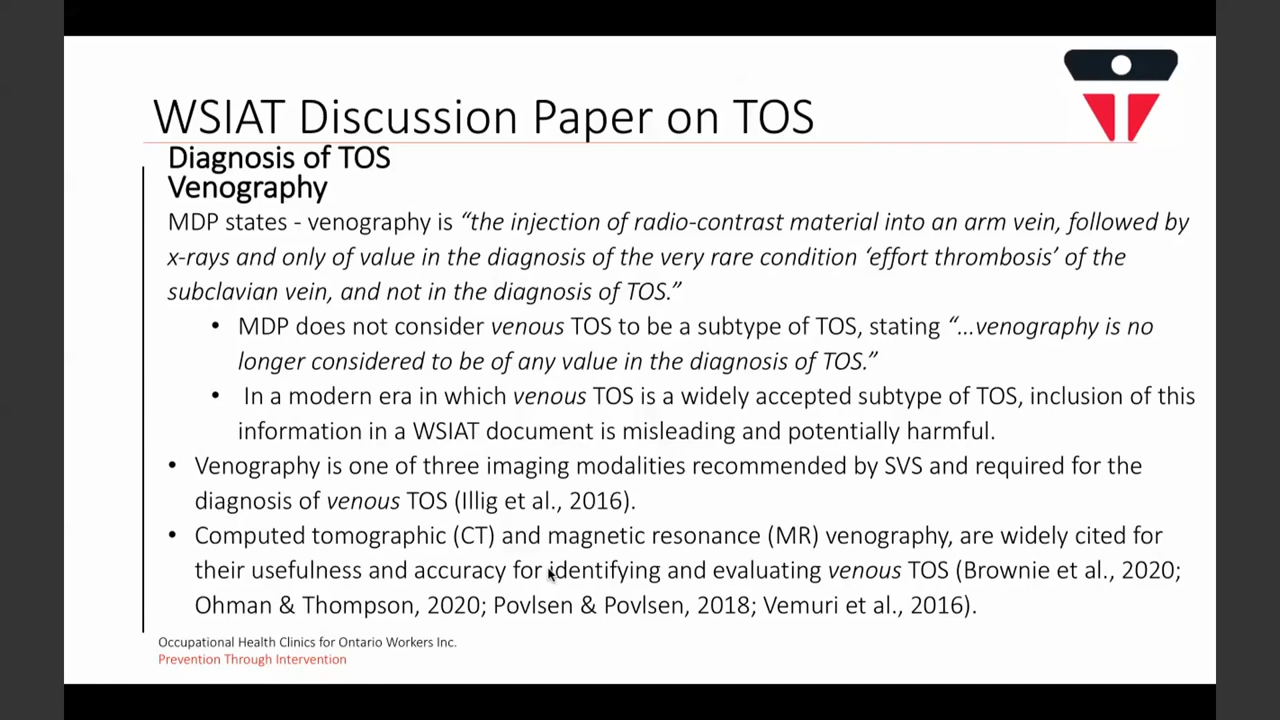 WSIAT Discussion Paper on TOS
Diagnosis of TOS
Venography
MDP states - venography is “the injection of radio-contrast material into an arm vein, followed by
x-rays and only of value in the diagnosis of the very rare condition ‘effort thrombosis’ of the
subclavian vein, and not in the diagnosis of TOS.”
• MDP does not consider venous TOS to be a subtype of TOS, stating “…venography is no
longer considered to be of any value in the diagnosis of TOS.”
• In a modern era in which venous TOS is a widely accepted subtype of TOS, inclusion of this
information in a WSIAT document is misleading and potentially harmful.
• Venography is one of three imaging modalities recommended by SVS and required for the
diagnosis of venous TOS (Illig et al., 2016).
• Computed tomographic (CT) and magnetic resonance (MR) venography, are widely cited for
their usefulness and accuracy for identifying and evaluating venous TOS (Brownie et al., 2020;
Ohman & Thompson, 2020; Povlsen & Povlsen, 2018; Vemuri et al., 2016).
Occupational Health Clinics for Ontario Workers Inc.
Prevention Through Intervention